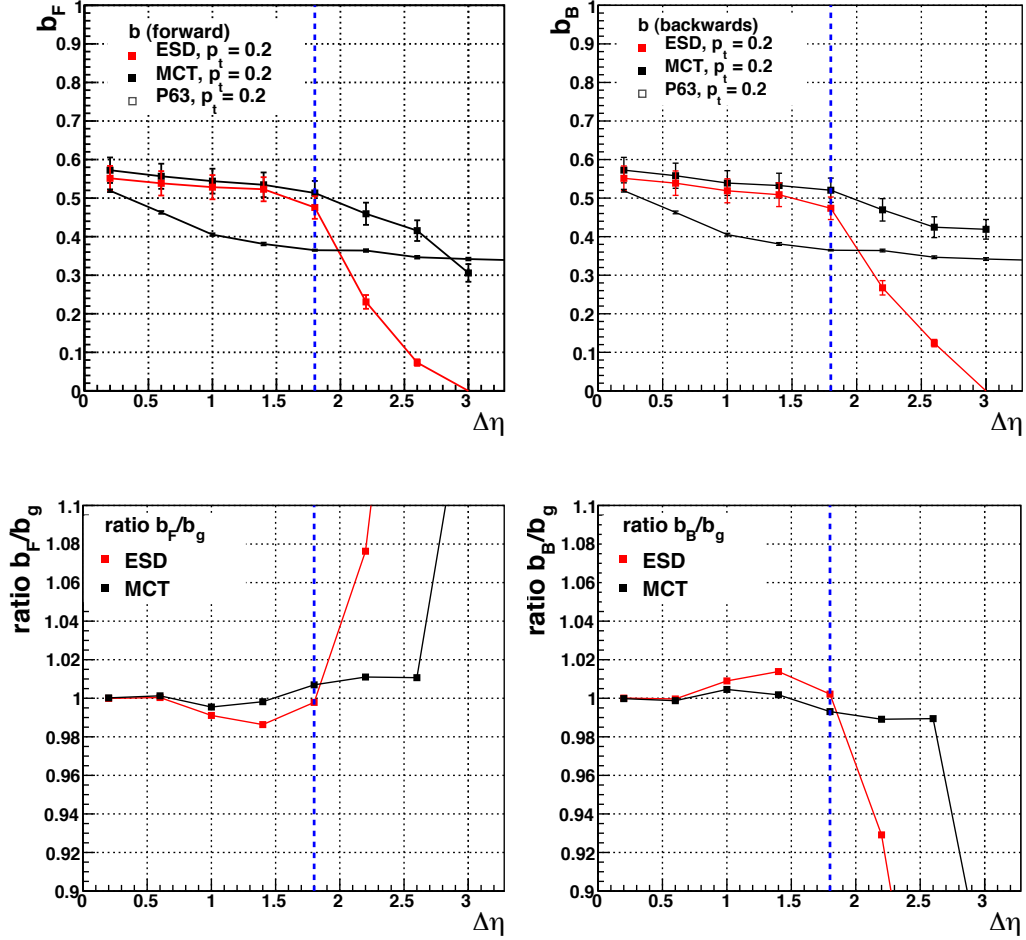 b_F
b (forward)
ESD, p_t = 0.2
MCT, p_t = 0.2
P63, p_t = 0.2
1
0.9
0.8
0.7
0.6
0.5
0.4
0.3
0.2
0.1
0
0 0.5 1 1.5 2 2.5 3
Δη
b_B
b (backwards)
ESD, p_t = 0.2
MCT, p_t = 0.2
P63, p_t = 0.2
1
0.9
0.8
0.7
0.6
0.5
0.4
0.3
0.2
0.1
0
0 0.5 1 1.5 2 2.5 3
Δη
ratio b_F/b_g
ratio b_F/b_g
ESD
MCT
1.1
1.08
1.06
1.04
1.02
1
0.98
0.96
0.94
0.92
0.9
0 0.5 1 1.5 2 2.5 3
Δη
ratio b_B/b_g
ratio b_B/b_g
ESD
MCT
1.1
1.08
1.06
1.04
1.02
1
0.98
0.96
0.94
0.92
0.9
0 0.5 1 1.5 2 2.5 3
Δη